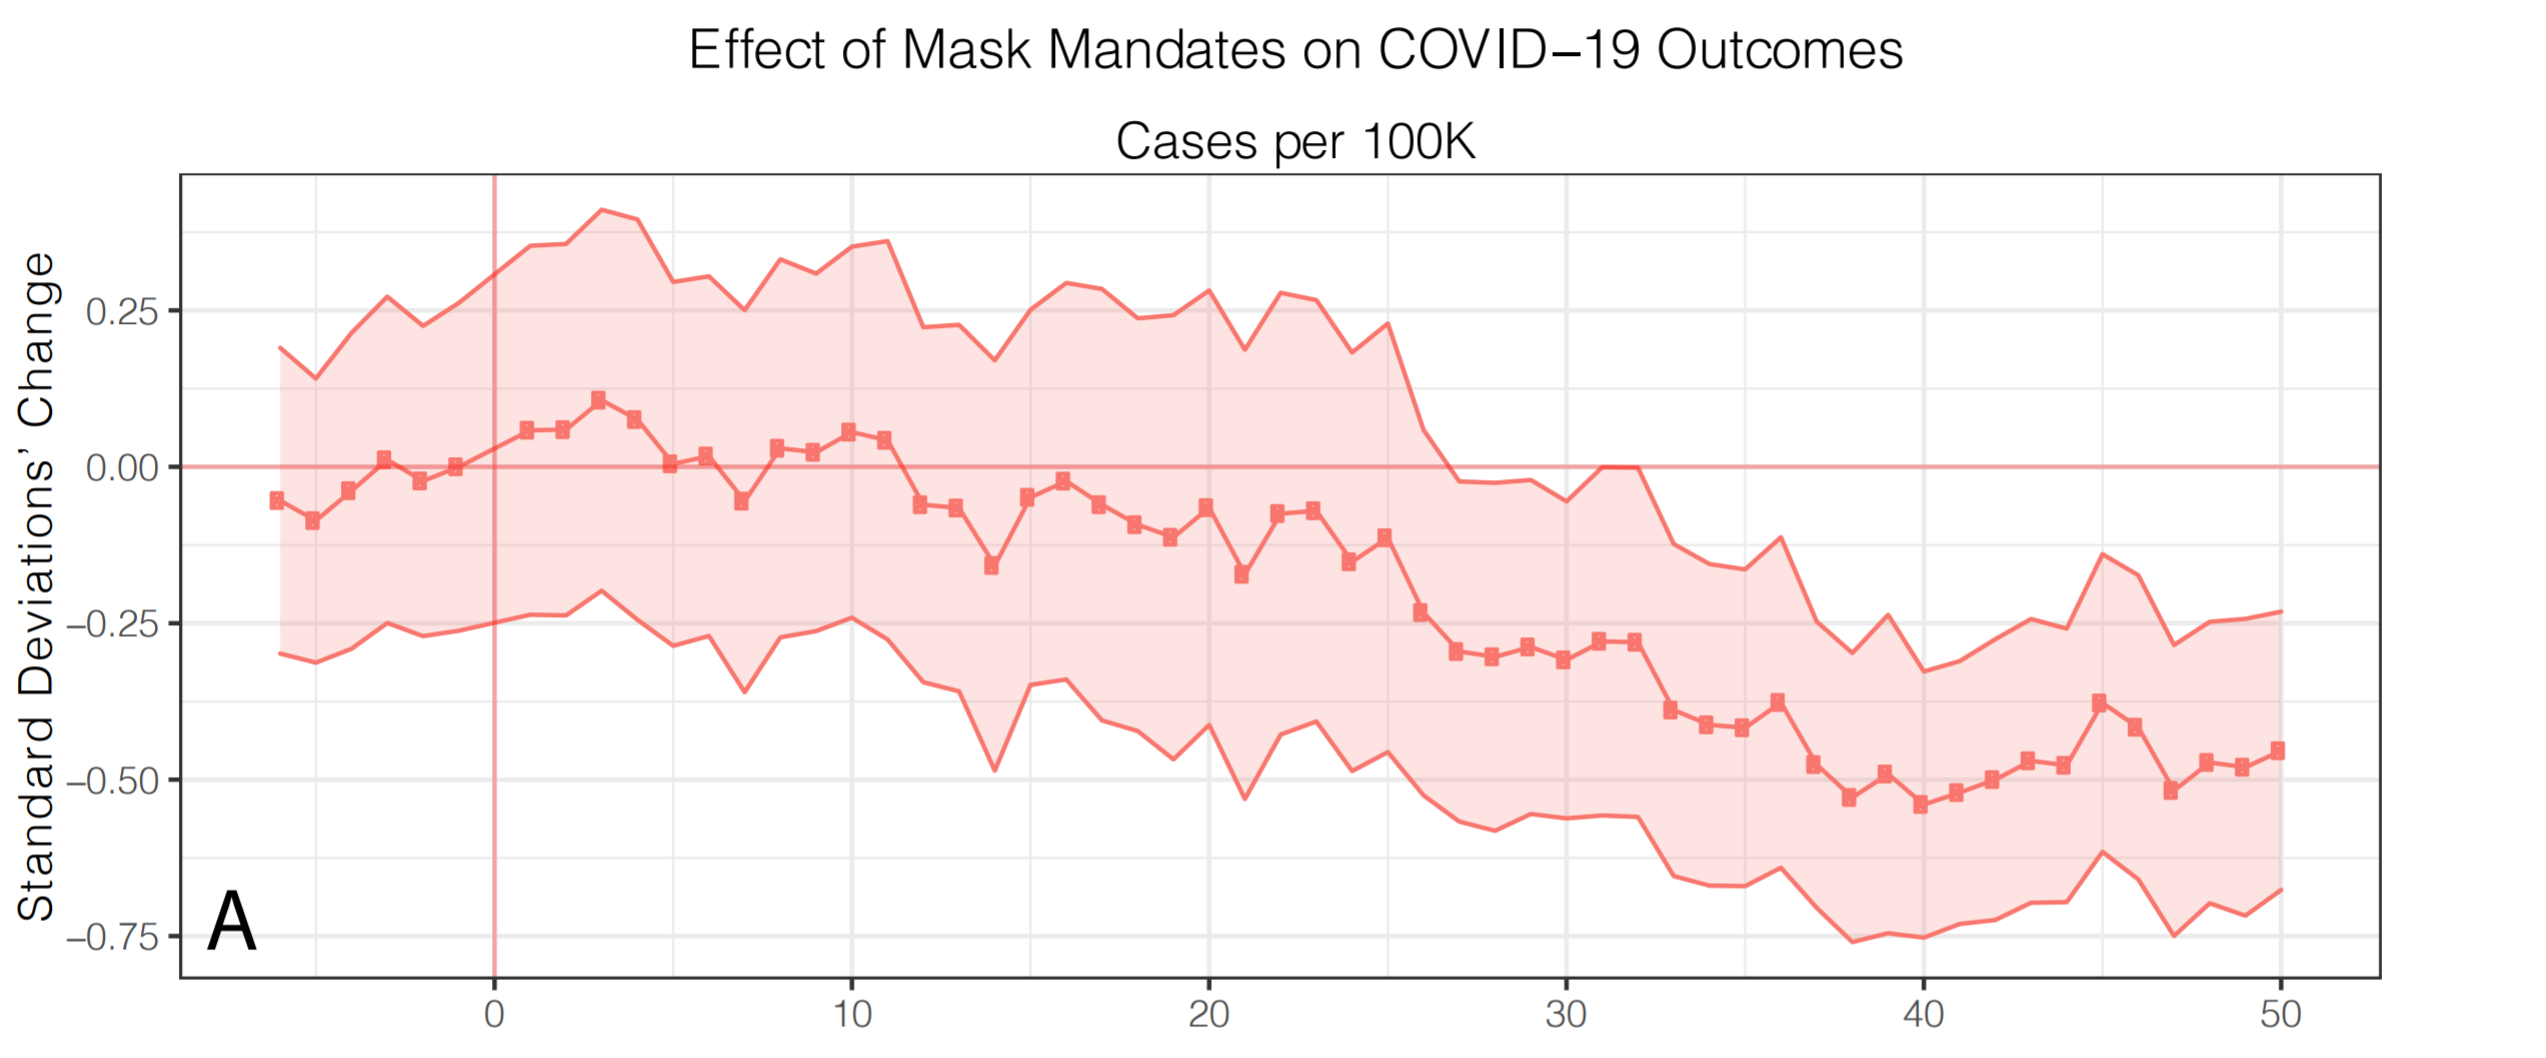 Effect of Mask Mandates on COVID−19 Outcomes
Cases per 100K
Standard Deviations’ Change
0.25
0.00
−0.25
−0.50
−0.75
A
0 10 20 30 40 50